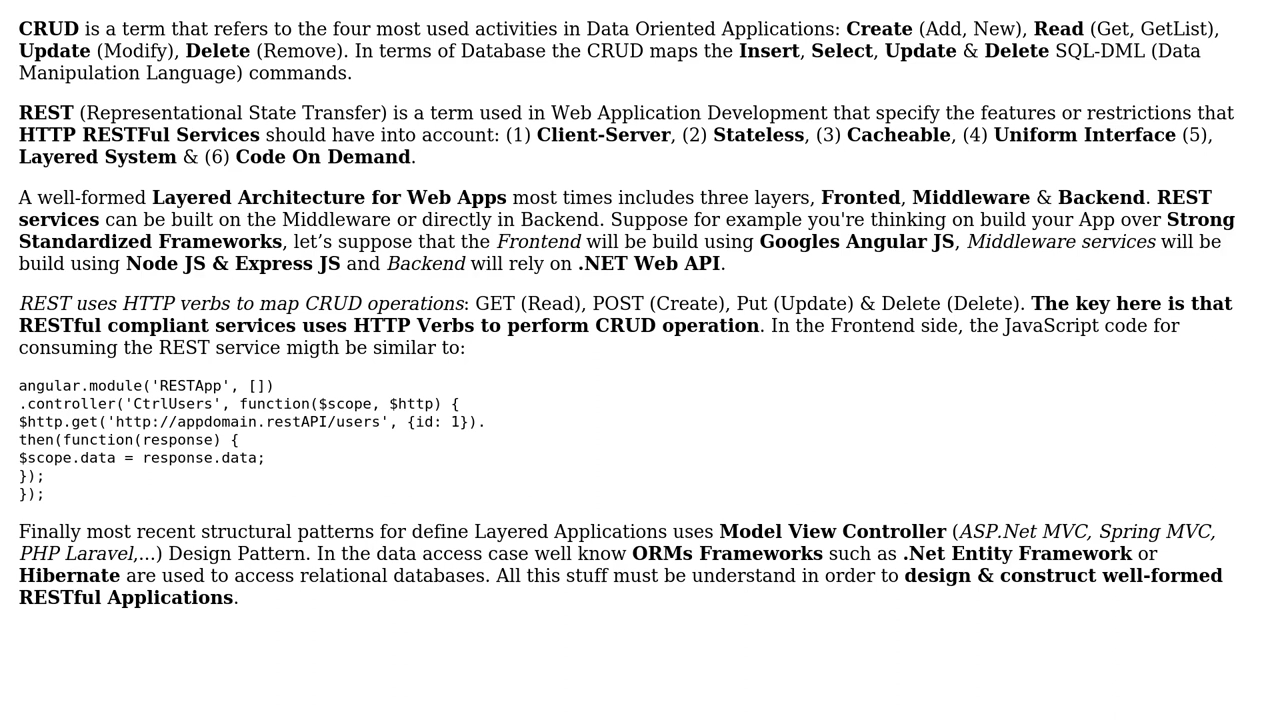 CRUD is a term that refers to the four most used activities in Data Oriented Applications: Create (Add, New), Read (Get, GetList),
Update (Modify), Delete (Remove). In terms of Database the CRUD maps the Insert, Select, Update & Delete SQL-DML (Data
Manipulation Language) commands.
REST (Representational State Transfer) is a term used in Web Application Development that specify the features or restrictions that
HTTP RESTFul Services should have into account: (1) Client-Server, (2) Stateless, (3) Cacheable, (4) Uniform Interface (5),
Layered System & (6) Code On Demand.
A well-formed Layered Architecture for Web Apps most times includes three layers, Fronted, Middleware & Backend. REST
services can be built on the Middleware or directly in Backend. Suppose for example you're thinking on build your App over Strong
Standardized Frameworks, let’s suppose that the Frontend will be build using Googles Angular JS, Middleware services will be
build using Node JS & Express JS and Backend will rely on .NET Web API.
REST uses HTTP verbs to map CRUD operations: GET (Read), POST (Create), Put (Update) & Delete (Delete). The key here is that
RESTful compliant services uses HTTP Verbs to perform CRUD operation. In the Frontend side, the JavaScript code for
consuming the REST service migth be similar to:
angular.module('RESTApp', [])
.controller('CtrlUsers', function($scope, $http) {
$http.get('http://appdomain.restAPI/users', {id: 1}).
then(function(response) {
$scope.data = response.data;
});
});
Finally most recent structural patterns for define Layered Applications uses Model View Controller (ASP.Net MVC, Spring MVC,
PHP Laravel,...) Design Pattern. In the data access case well know ORMs Frameworks such as .Net Entity Framework or
Hibernate are used to access relational databases. All this stuff must be understand in order to design & construct well-formed
RESTful Applications.